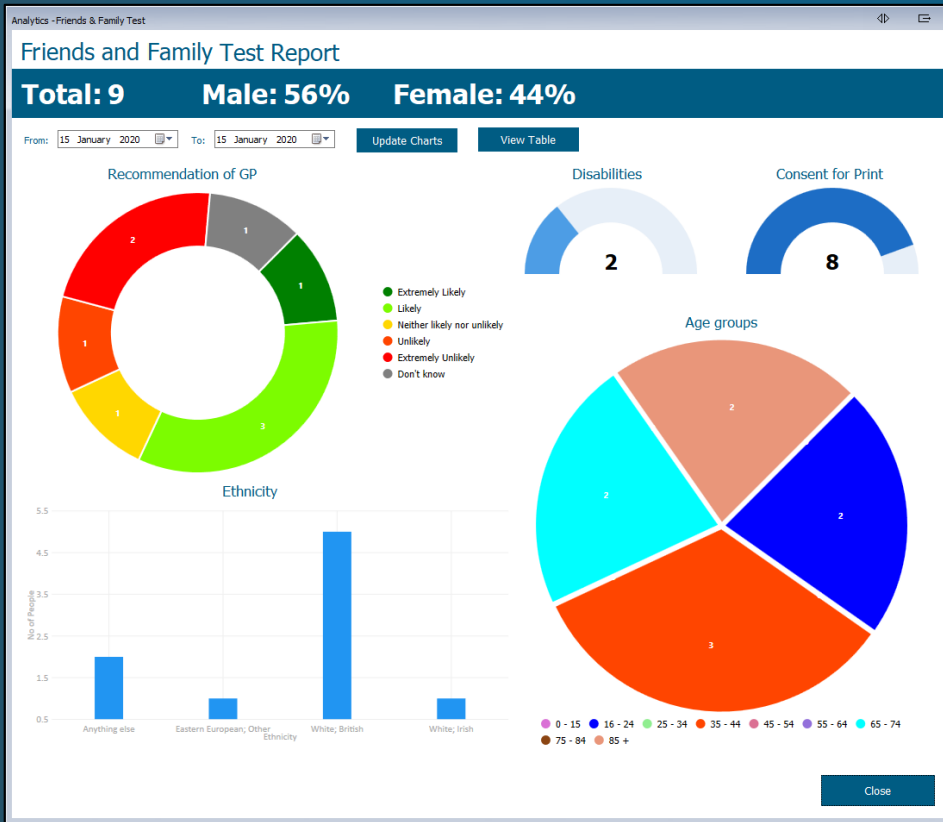 Analytics -Friends & Family Test
Friends and Family Test Report
Total: 9 Male: 56% Female: 44%
From: 15 January 2020 To: 15 January 2020 Update Charts View Table
Recommendation of GP
2
1
1
1
1
3
Extremely Likely
Likely
Neither likely nor unlikely
Unlikely
Extremely Unlikely
Don't know
Disabilities
2
Consent for Print
8
Ethnicity
No of People
5.5
4.5
3.5
2.5
1.5
0.5
Anything else Eastern European; Other White; British White; Irish
Ethnicity
Age groups
2
2
2
3
0 - 15 16 - 24 25 - 34 35 - 44 45 - 54 55 - 64 65 - 74
75 - 84 85 +
Close